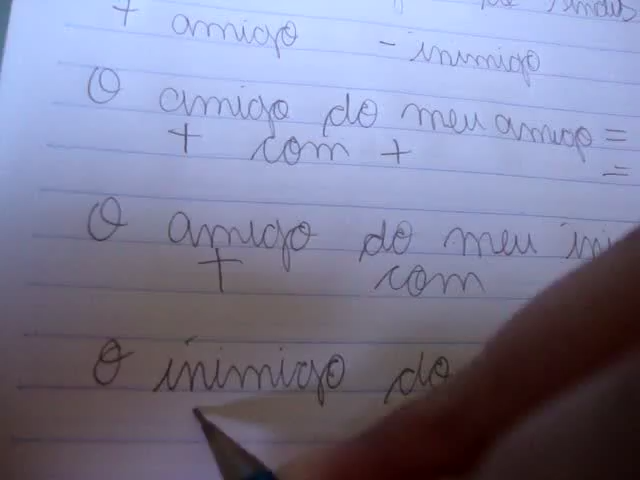 + amigo - inimigo
O amigo do meu amigo =
+ com + =
O amigo do meu
+ com
O inimigo do